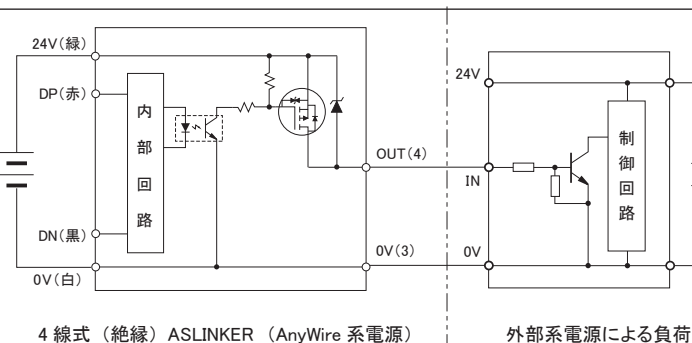 24V(緑)
DP(赤)
内部回路
DN(黒)
0V(白)
OUT(4)
0V(3)
24V
IN
0V
制御回路
4 線式 (絶縁) ASLINKER (AnyWire 系電源)
外部系電源による負荷